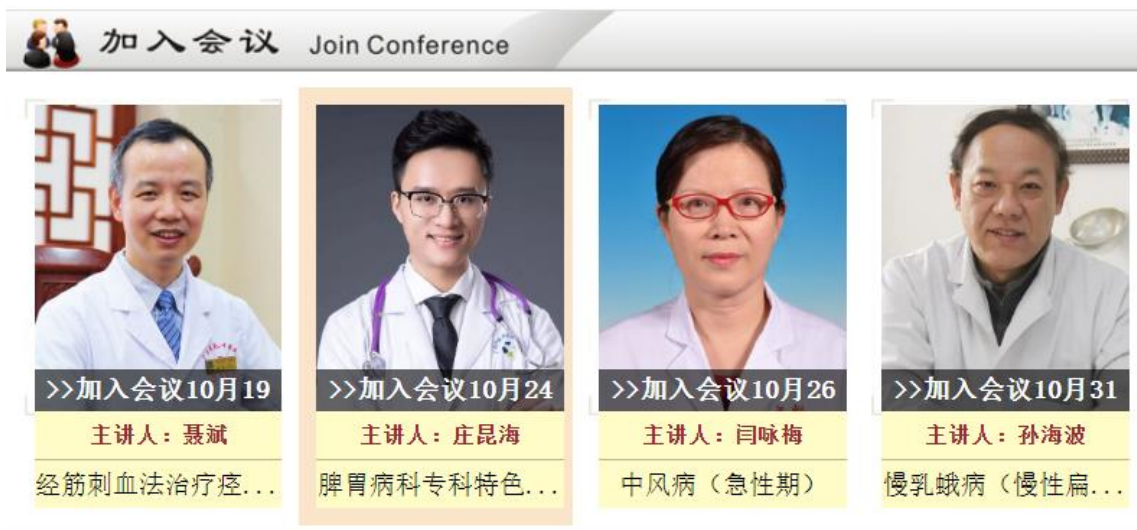 加入会议 Join Conference
>>加入会议10月19
主讲人：聂斌
经筋刺血法治疗痉...
>>加入会议10月24
主讲人：庄昆海
脾胃病科专科特色...
>>加入会议10月26
主讲人：闫咏梅
中风病（急性期）
>>加入会议10月31
主讲人：孙海波
慢乳蛾病（慢性扁...